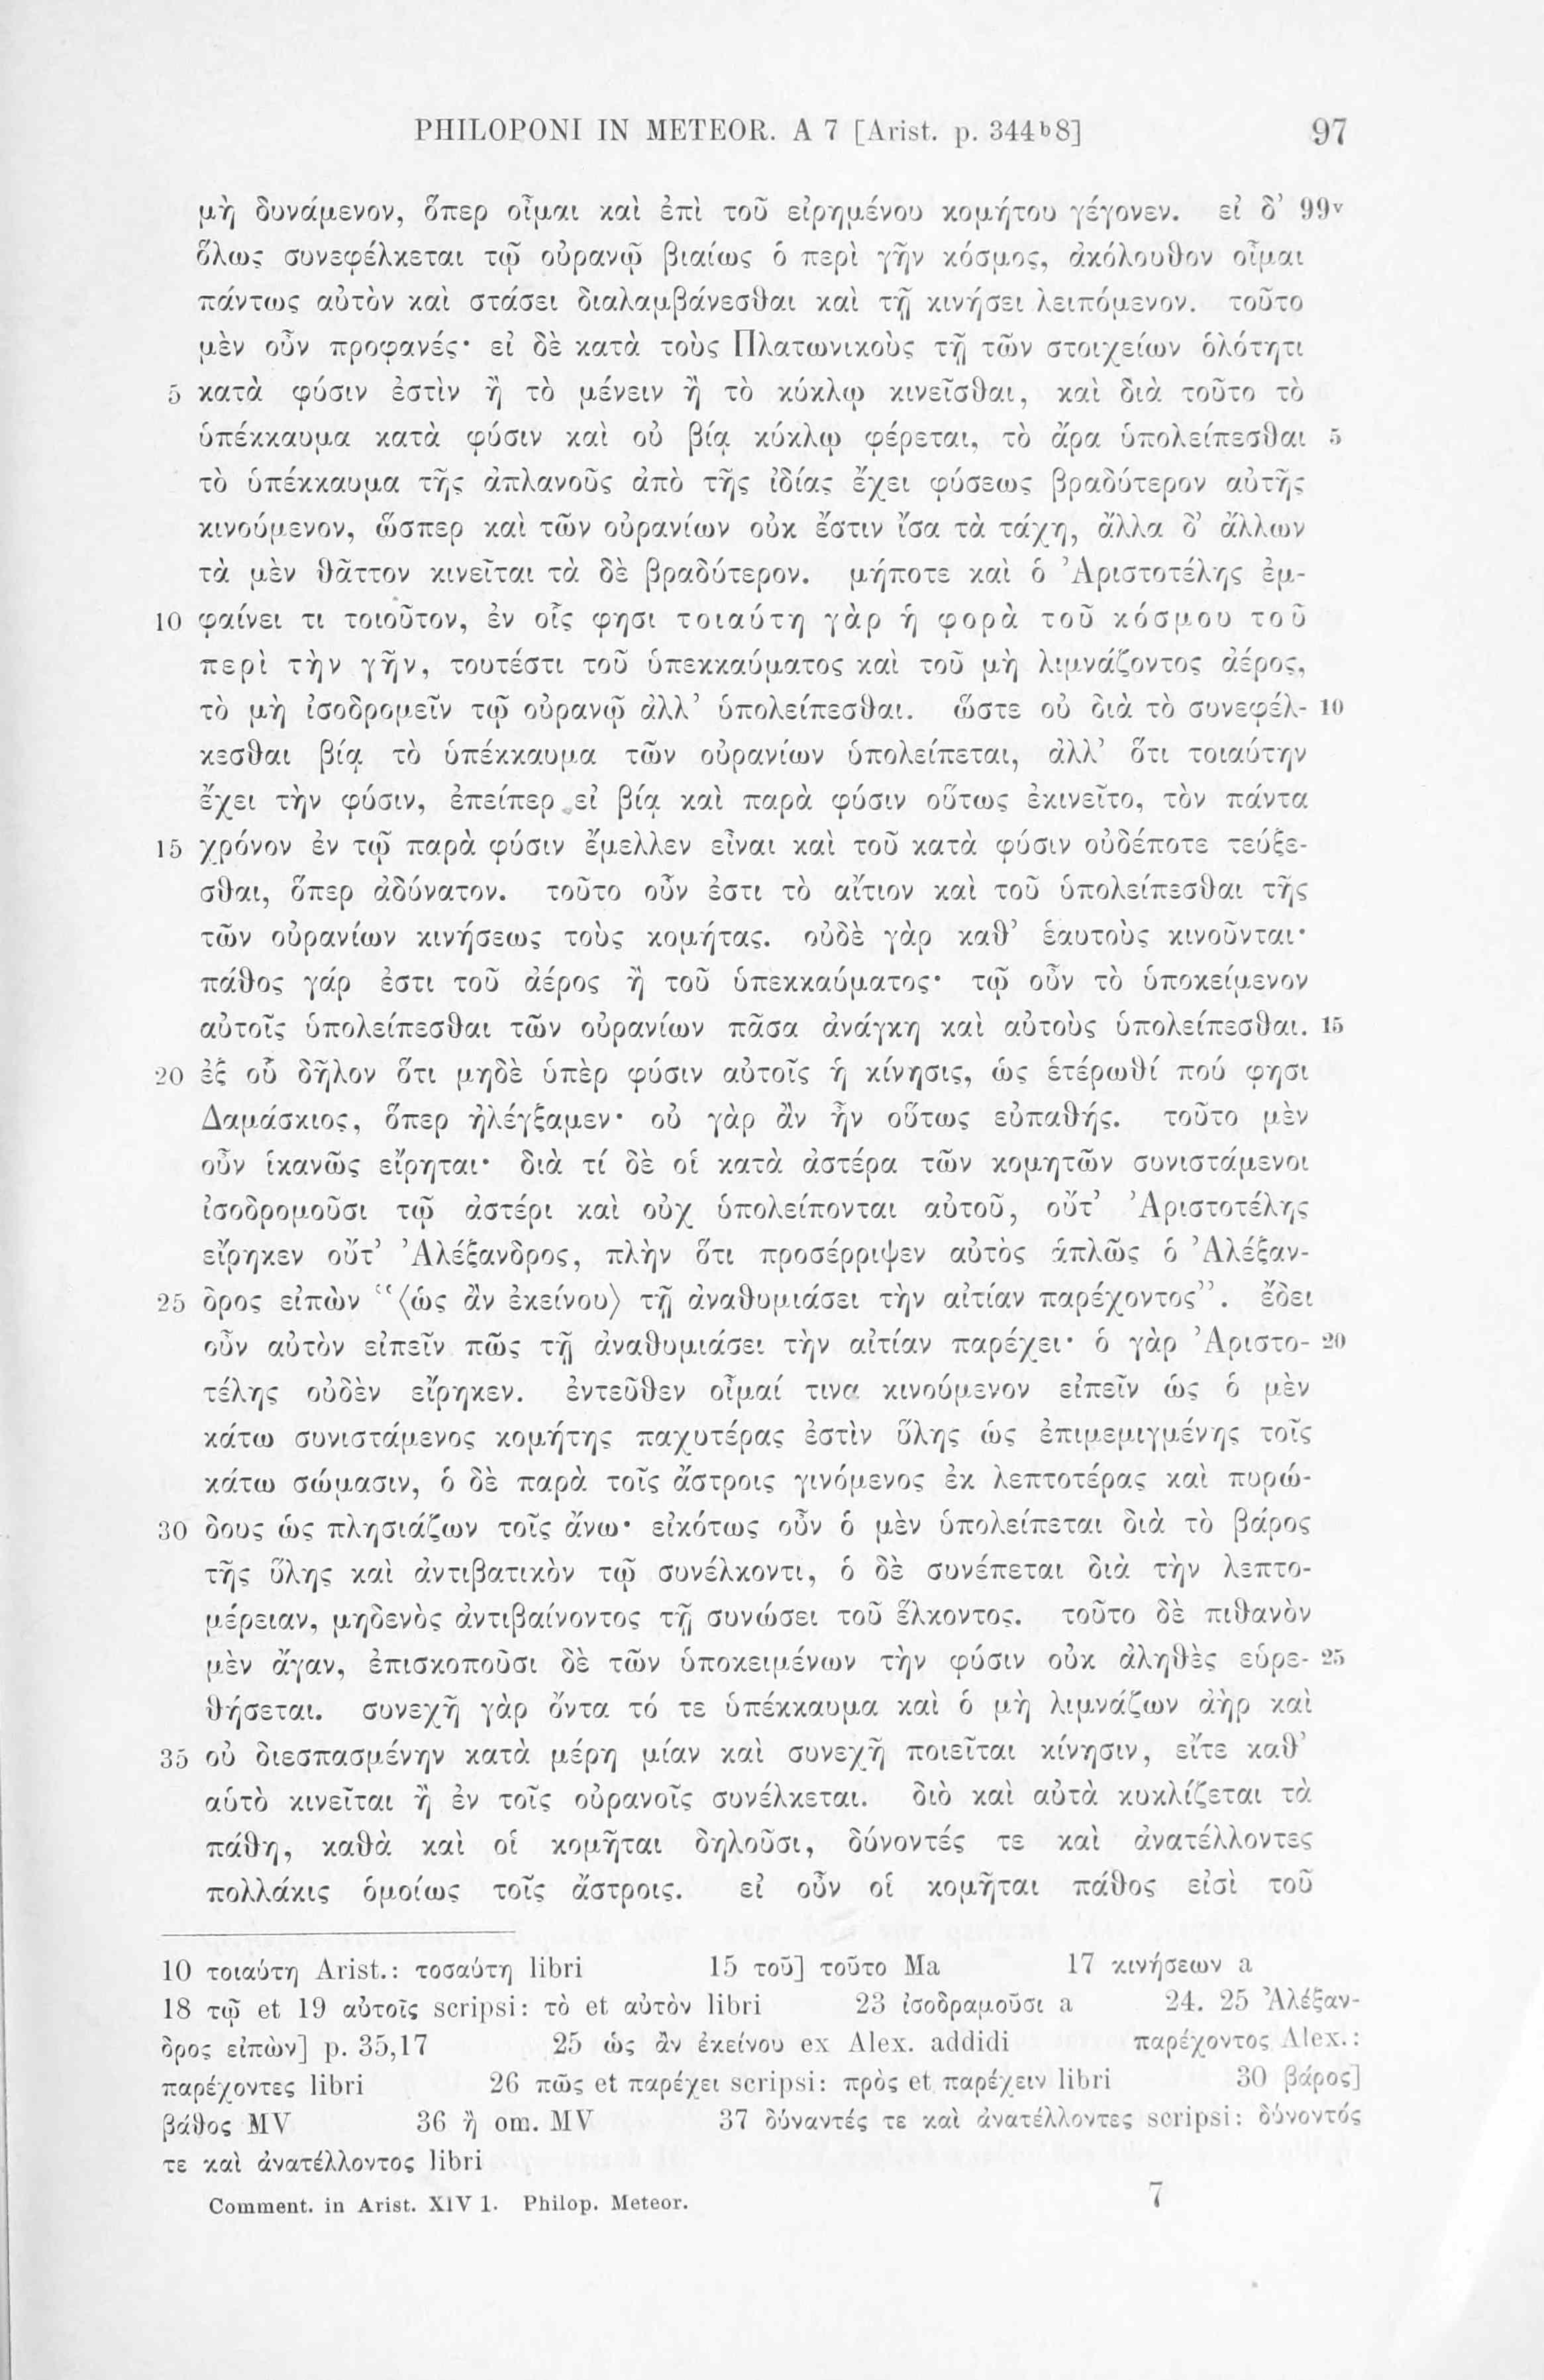 PHILOPONI IN METEOR. A 7 [Arist. p. 344ᵇ8] 97
μὴ δυνάμενον, ὅπερ οἶμαι καὶ ἐπὶ τοῦ εἰρημένου κομήτου γέγονεν. εἰ δ’ 99ᵛ
ὅλως συνεφέλκεται τῷ οὐρανῷ βιαίως ὁ περὶ γῆν κόσμος, ἀκόλουθον οἶμαι
πάντως αὐτὸν καὶ στάσει διαλαμβάνεσθαι καὶ τῇ κινήσει λειπόμενον. τοῦτο
μὲν οὖν προφανές· εἰ δὲ κατὰ τοὺς Πλατωνικοὺς τῇ τῶν στοιχείων ὁλότητι
5 κατὰ φύσιν ἐστὶν ἢ τὸ μένειν ἢ τὸ κύκλῳ κινεῖσθαι, καὶ διὰ τοῦτο τὸ
ὑπέκκαυμα κατὰ φύσιν καὶ οὐ βίᾳ κύκλῳ φέρεται, τὸ ἄρα ὑπολείπεσθαι 5
τὸ ὑπέκκαυμα τῆς ἀπλανοῦς ἀπὸ τῆς ἰδίας ἔχει φύσεως βραδύτερον αὐτῆς
κινούμενον, ὥσπερ καὶ τῶν οὐρανίων οὐκ ἔστιν ἴσα τὰ τάχη, ἄλλα δ’ ἄλλων
τὰ μὲν θᾶττον κινεῖται τὰ δὲ βραδύτερον. μήποτε καὶ ὁ Ἀριστοτέλης ἐμ-
10 φαίνει τι τοιοῦτον, ἐν οἷς φησι τοιαύτη γὰρ ἡ φορὰ τοῦ κόσμου τοῦ
περὶ τὴν γῆν, τουτέστι τοῦ ὑπεκκαύματος καὶ τοῦ μὴ λιμνάζοντος ἀέρος,
τὸ μὴ ἰσοδρομεῖν τῷ οὐρανῷ ἀλλ’ ὑπολείπεσθαι. ὥστε οὐ διὰ τὸ συνεφέλ- 10
κεσθαι βίᾳ τὸ ὑπέκκαυμα τῶν οὐρανίων ὑπολείπεται, ἀλλ’ ὅτι τοιαύτην
ἔχει τὴν φύσιν, ἐπείπερ εἰ βίᾳ καὶ παρὰ φύσιν οὕτως ἐκινεῖτο, τὸν πάντα
15 χρόνον ἐν τῷ παρὰ φύσιν ἔμελλεν εἶναι καὶ τοῦ κατὰ φύσιν οὐδέποτε τεύξε-
σθαι, ὅπερ ἀδύνατον. τοῦτο οὖν ἐστι τὸ αἴτιον καὶ τοῦ ὑπολείπεσθαι τῆς
τῶν οὐρανίων κινήσεως τοὺς κομήτας. οὐδὲ γὰρ καθ’ ἑαυτοὺς κινοῦνται·
πάθος γάρ ἐστι τοῦ ἀέρος ἢ τοῦ ὑπεκκαύματος· τῷ οὖν τὸ ὑποκείμενον
αὐτοῖς ὑπολείπεσθαι τῶν οὐρανίων πᾶσα ἀνάγκη καὶ αὐτοὺς ὑπολείπεσθαι. 15
20 ἐξ οὗ δῆλον ὅτι μηδὲ ὑπὲρ φύσιν αὐτοῖς ἡ κίνησις, ὡς ἑτέρωθί πού φησι
Δαμάσκιος, ὅπερ ἠλέγξαμεν· οὐ γὰρ ἂν ἦν οὕτως εὐπαθής. τοῦτο μὲν
οὖν ἱκανῶς εἴρηται· διὰ τί δὲ οἱ κατὰ ἀστέρα τῶν κομητῶν συνιστάμενοι
ἰσοδρομοῦσι τῷ ἀστέρι καὶ οὐχ ὑπολείπονται αὐτοῦ, οὔτ’ Ἀριστοτέλης
εἴρηκεν οὔτ’ Ἀλέξανδρος, πλὴν ὅτι προσέρριψεν αὐτὸς ἁπλῶς ὁ Ἀλέξαν-
25 δρος εἰπὼν “⟨ὡς ἂν ἐκείνου⟩ τῇ ἀναθυμιάσει τὴν αἰτίαν παρέχοντος”. ἔδει
οὖν αὐτὸν εἰπεῖν πῶς τῇ ἀναθυμιάσει τὴν αἰτίαν παρέχει· ὁ γὰρ Ἀριστο- 20
τέλης οὐδὲν εἴρηκεν. ἐντεῦθεν οἶμαί τινα κινούμενον εἰπεῖν ὡς ὁ μὲν
κάτω συνιστάμενος κομήτης παχυτέρας ἐστὶν ὕλης ὡς ἐπιμεμιγμένης τοῖς
κάτω σώμασιν, ὁ δὲ παρὰ τοῖς ἄστροις γινόμενος ἐκ λεπτοτέρας καὶ πυρώ-
30 δους ὡς πλησιάζων τοῖς ἄνω· εἰκότως οὖν ὁ μὲν ὑπολείπεται διὰ τὸ βάρος
τῆς ὕλης καὶ ἀντιβατικὸν τῷ συνέλκοντι, ὁ δὲ συνέπεται διὰ τὴν λεπτο-
μέρειαν, μηδενὸς ἀντιβαίνοντος τῇ συνώσει τοῦ ἕλκοντος. τοῦτο δὲ πιθανὸν
μὲν ἄγαν, ἐπισκοποῦσι δὲ τῶν ὑποκειμένων τὴν φύσιν οὐκ ἀληθὲς εὑρε- 25
θήσεται. συνεχῆ γὰρ ὄντα τό τε ὑπέκκαυμα καὶ ὁ μὴ λιμνάζων ἀὴρ καὶ
35 οὐ διεσπασμένην κατὰ μέρη μίαν καὶ συνεχῆ ποιεῖται κίνησιν, εἴτε καθ’
αὑτὸ κινεῖται ἢ ἐν τοῖς οὐρανοῖς συνέλκεται. διὸ καὶ αὐτὰ κυκλίζεται τὰ
πάθη, καθὰ καὶ οἱ κομῆται δηλοῦσι, δύνοντές τε καὶ ἀνατέλλοντες
πολλάκις ὁμοίως τοῖς ἄστροις. εἰ οὖν οἱ κομῆται πάθος εἰσὶ τοῦ
10 τοιαύτη Arist.: τοσαύτη libri 15 τοῦ] τοῦτο Ma 17 κινήσεων a
18 τῷ et 19 αὐτοῖς scripsi: τὸ et αὐτὸν libri 23 ἰσοδραμοῦσι a 24. 25 Ἀλέξαν-
δρος εἰπὼν] p. 35,17 25 ὡς ἂν ἐκείνου ex Alex. addidi παρέχοντος Alex.:
παρέχοντες libri 26 πῶς et παρέχει scripsi: πρὸς et παρέχειν libri 30 βάρος]
βάθος MV 36 ἢ om. MV 37 δύναντές τε καὶ ἀνατέλλοντες scripsi: δύνοντός
τε καὶ ἀνατέλλοντος libri
Comment. in Arist. XIV 1. Philop. Meteor. 7